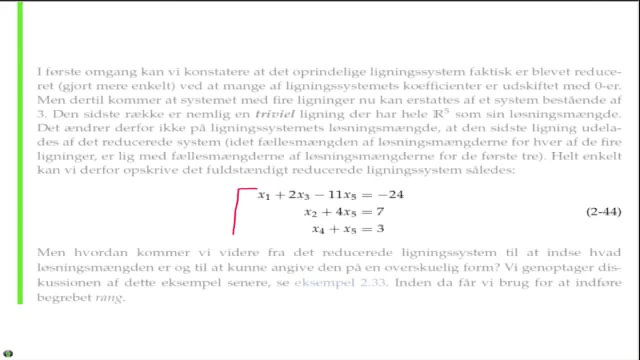 I første omgang kan vi konstatere at det oprindelige ligningssystem faktisk er blevet reduce-
ret (gjort mere enkelt) ved at mange af ligningssystemets koefficienter er udskiftet med 0-er.
Men dertil kommer at systemet med fire ligninger nu kan erstattes af et system bestående af
3. Den sidste række er nemlig en triviel ligning der har hele ℝ⁵ som sin løsningsmængde.
Det ændrer derfor ikke på ligningssystemets løsningsmængde, at den sidste ligning udela-
des af det reducerede system (idet fællesmængden af løsningsmængderne for hver af de fire
ligninger, er lig med fællesmængderne af løsningsmængderne for de første tre). Helt enkelt
kan vi derfor opskrive det fuldstændigt reducerede ligningssystem således:
x₁ + 2x₃ − 11x₅ = −24
x₂ + 4x₅ = 7 (2-44)
x₄ + x₅ = 3
Men hvordan kommer vi videre fra det reducerede ligningssystem til at indse hvad
løsningsmængden er og til at kunne angive den på en overskuelig form? Vi genoptager dis-
kussionen af dette eksempel senere, se eksempel 2.33. Inden da får vi brug for at indføre
begrebet rang.